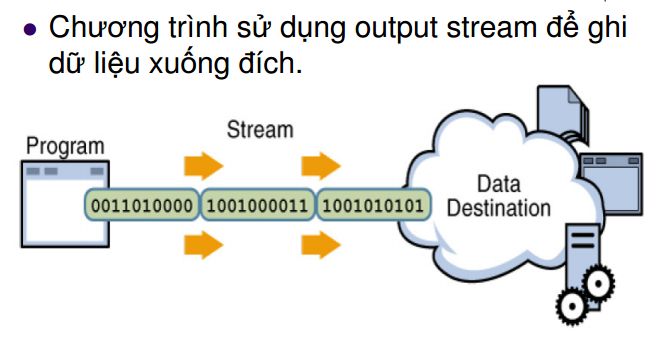 ● Chương trình sử dụng output stream để ghi
dữ liệu xuống đích.
Program
Stream
0011010000 1001000011 1001010101
Data
Destination